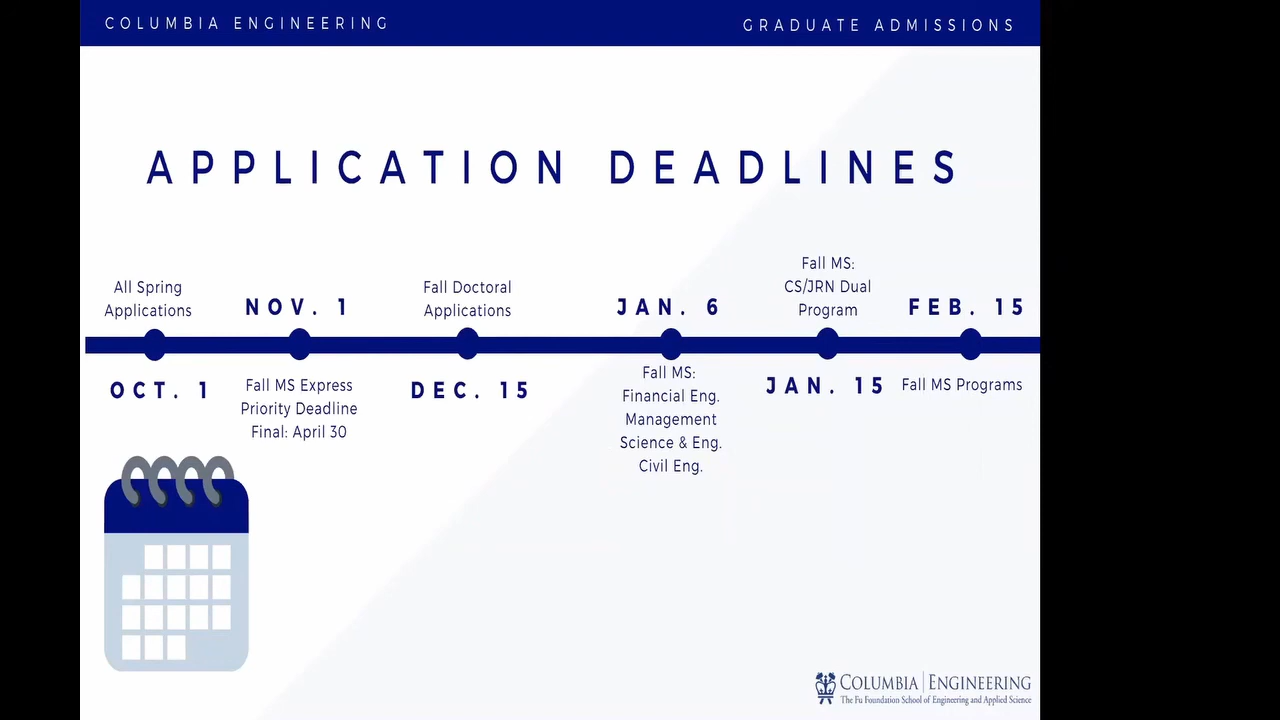 COLUMBIA ENGINEERING
GRADUATE ADMISSIONS
APPLICATION DEADLINES
All Spring
Applications
OCT. 1
NOV. 1
Fall MS Express
Priority Deadline
Final: April 30
Fall Doctoral
Applications
DEC. 15
JAN. 6
Fall MS:
Financial Eng.
Management
Science & Eng.
Civil Eng.
Fall MS:
CS/JRN Dual
Program
JAN. 15
FEB. 15
Fall MS Programs
COLUMBIA | ENGINEERING
The Fu Foundation School of Engineering and Applied Science